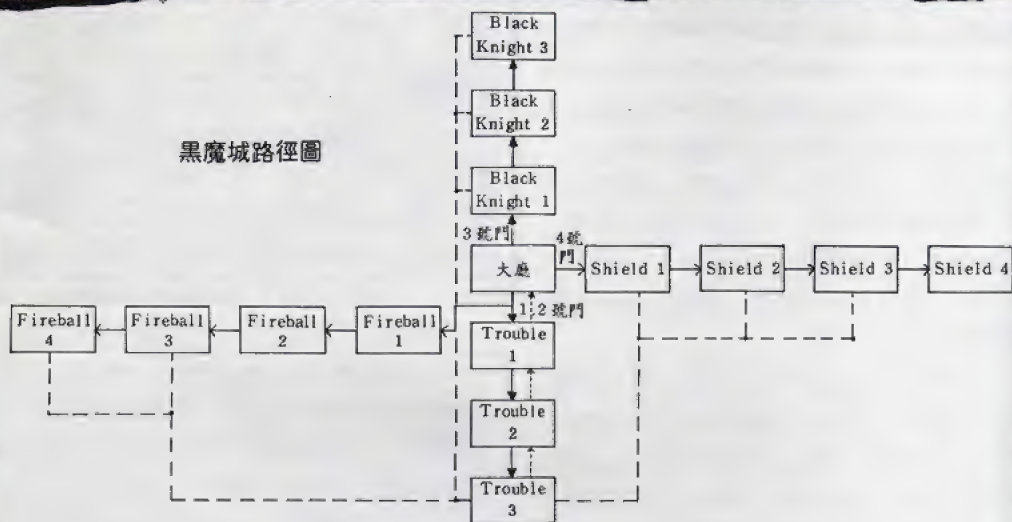 Black
Knight 3
Black
Knight 2
黒魔城路徑圖
Black
Knight 1
3 號門
4號
門
大廳
Shield 1
Shield 2
Shield 3
Shield 4
1
2 號門
Fireball
4
Fireball
3
Fireball
2
Fireball
1
Trouble
1
Trouble
2
Trouble
3